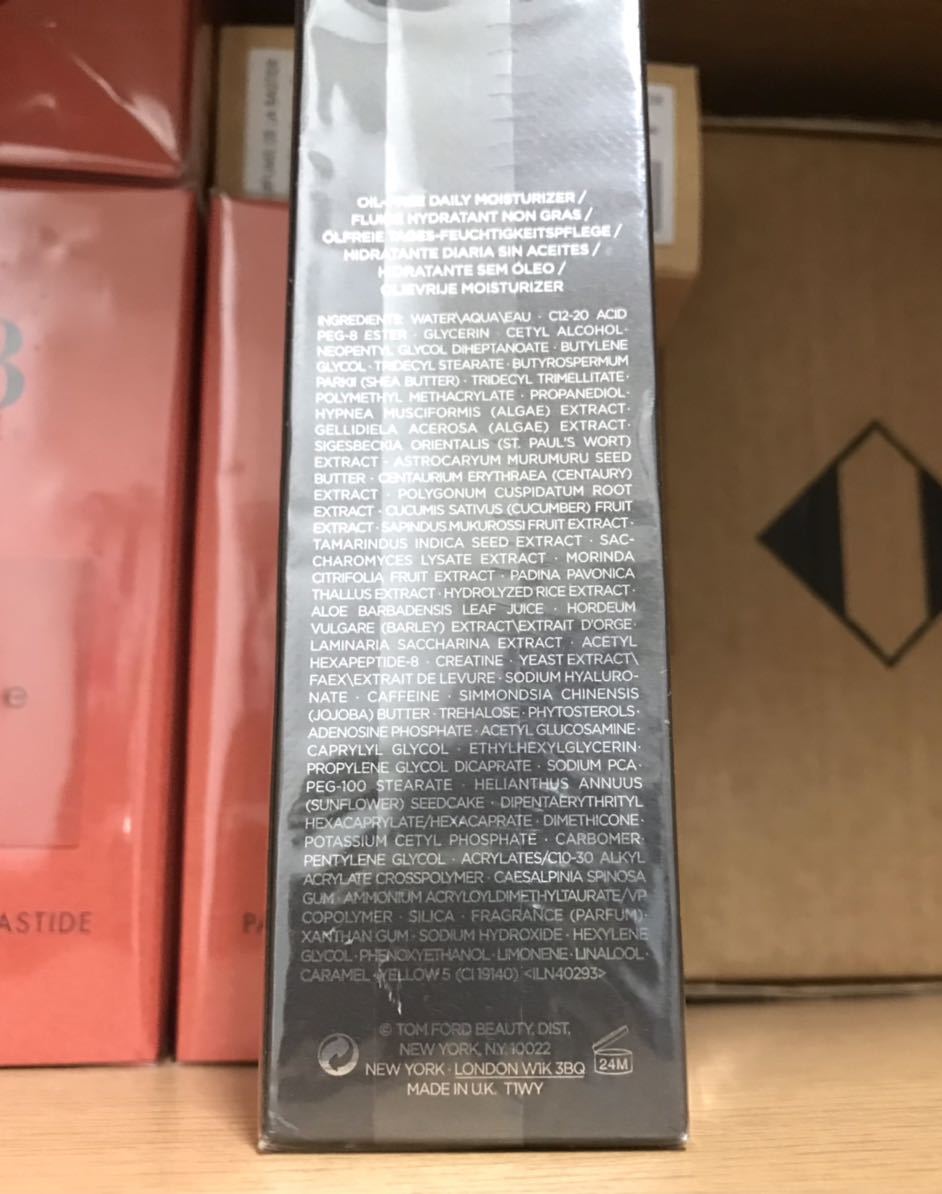 OIL-FREE DAILY MOISTURIZER /
FLUIDE HYDRATANT NON GRAS /
ÖLFREIE TAGES-FEUCHTIGKEITSPFLEGE /
HIDRATANTE DIARIA SIN ACEITES /
HIDRATANTE SEM ÓLEO /
OLIEVRIJE MOISTURIZER
INGREDIENTS: WATER\AQUA\EAU · C12-20 ACID
PEG-8 ESTER · GLYCERIN · CETYL ALCOHOL ·
NEOPENTYL GLYCOL DIHEPTANOATE · BUTYLENE
GLYCOL · TRIDECYL STEARATE · BUTYROSPERMUM
PARKII (SHEA BUTTER) · TRIDECYL TRIMELLITATE ·
POLYMETHYL METHACRYLATE · PROPANEDIOL ·
HYPNEA MUSCIFORMIS (ALGAE) EXTRACT ·
GELLIDIELA ACEROSA (ALGAE) EXTRACT ·
SIGESBECKIA ORIENTALIS (ST. PAUL'S WORT)
EXTRACT · ASTROCARYUM MURUMURU SEED
BUTTER · CENTAURIUM ERYTHRAEA (CENTAURY)
EXTRACT · POLYGONUM CUSPIDATUM ROOT
EXTRACT · CUCUMIS SATIVUS (CUCUMBER) FRUIT
EXTRACT · SAPINDUS MUKUROSSI FRUIT EXTRACT ·
TAMARINDUS INDICA SEED EXTRACT · SAC-
CHAROMYCES LYSATE EXTRACT · MORINDA
CITRIFOLIA FRUIT EXTRACT · PADINA PAVONICA
THALLUS EXTRACT · HYDROLYZED RICE EXTRACT ·
ALOE BARBADENSIS LEAF JUICE · HORDEUM
VULGARE (BARLEY) EXTRACT\EXTRAIT D'ORGE ·
LAMINARIA SACCHARINA EXTRACT · ACETYL
HEXAPEPTIDE-8 · CREATINE · YEAST EXTRACT\
FAEX\EXTRAIT DE LEVURE · SODIUM HYALURO-
NATE · CAFFEINE · SIMMONDSIA CHINENSIS
(JOJOBA) BUTTER · TREHALOSE · PHYTOSTEROLS ·
ADENOSINE PHOSPHATE · ACETYL GLUCOSAMINE ·
CAPRYLYL GLYCOL · ETHYLHEXYLGLYCERIN ·
PROPYLENE GLYCOL DICAPRATE · SODIUM PCA ·
PEG-100 STEARATE · HELIANTHUS ANNUUS
(SUNFLOWER) SEEDCAKE · DIPENTAERYTHRITYL
HEXACAPRYLATE/HEXACAPRATE · DIMETHICONE ·
POTASSIUM CETYL PHOSPHATE · CARBOMER ·
PENTYLENE GLYCOL · ACRYLATES/C10-30 ALKYL
ACRYLATE CROSSPOLYMER · CAESALPINIA SPINOSA
GUM · AMMONIUM ACRYLOYLDIMETHYLTAURATE/VP
COPOLYMER · SILICA · FRAGRANCE (PARFUM) ·
XANTHAN GUM · SODIUM HYDROXIDE · HEXYLENE
GLYCOL · PHENOXYETHANOL · LIMONENE · LINALOOL ·
CARAMEL · YELLOW 5 (CI 19140) <ILN40293>
© TOM FORD BEAUTY, DIST,
NEW YORK, N.Y. 10022
NEW YORK · LONDON W1K 3BQ
MADE IN U.K. T1WY
24M
ASTIDE